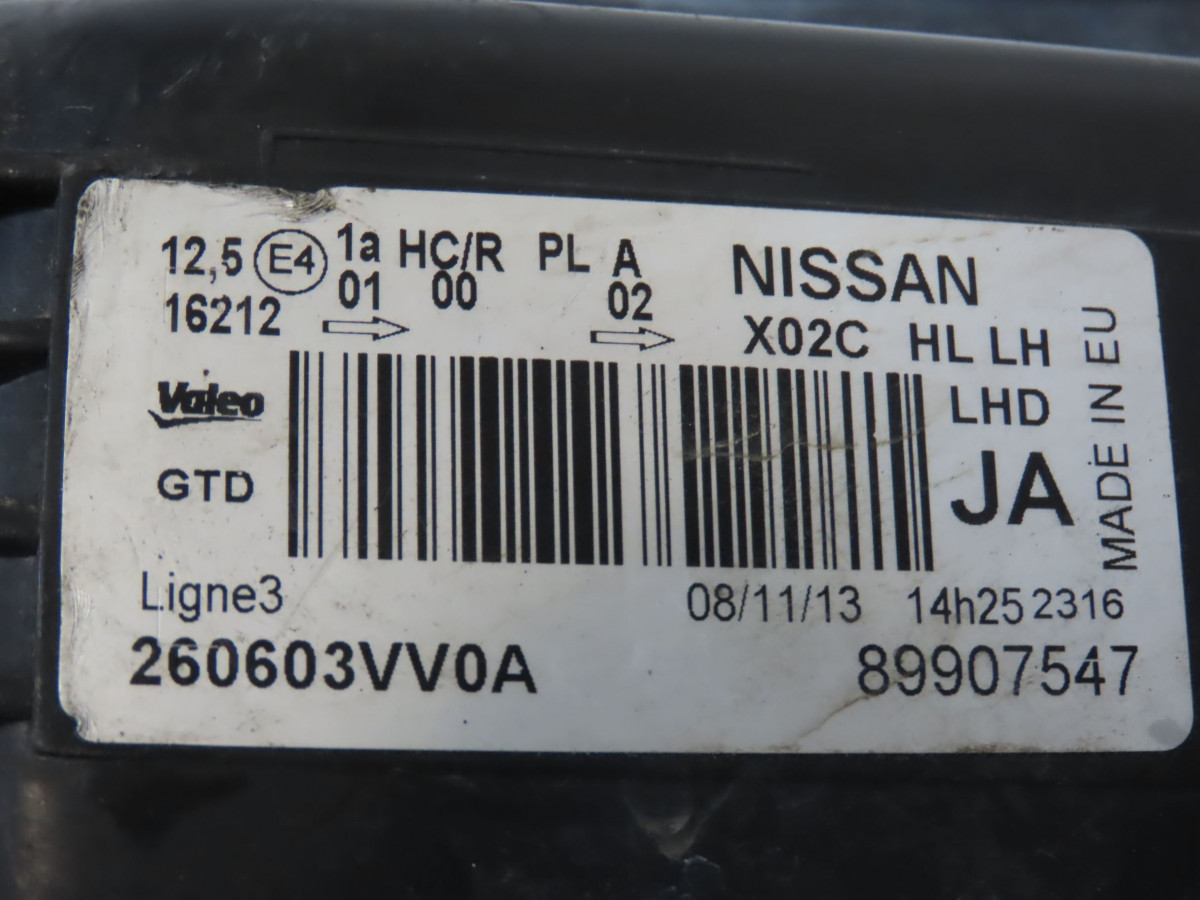 12,5 E4 1a HC/R PL A NISSAN
16212 01 00 02 X02C HL LH
Valeo LHD
GTD JA
MADE IN EU
Ligne3 08/11/13 14h25 2316
260603VV0A 89907547